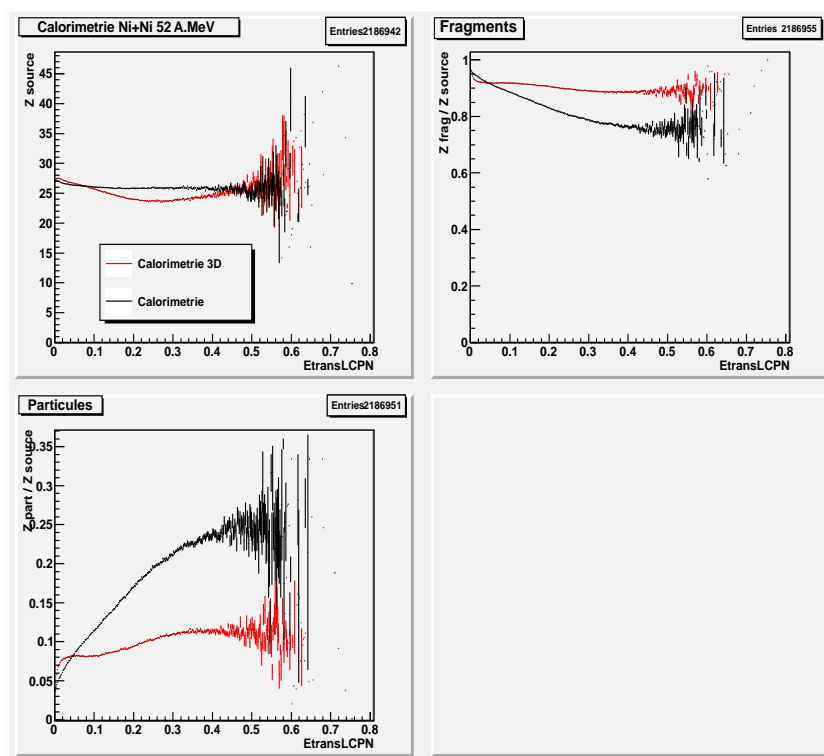 Calorimetrie Ni+Ni 52 A.MeV
Entries2186942
Z source
45
40
35
30
25
20
15
10
5
0
0 0.1 0.2 0.3 0.4 0.5 0.6 0.7 0.8
EtransLCPN
Calorimetrie 3D
Calorimetrie
Fragments
Entries 2186955
Z frag / Z source
1
0.8
0.6
0.4
0.2
0
0 0.1 0.2 0.3 0.4 0.5 0.6 0.7 0.8
EtransLCPN
Particules
Entries2186951
Z part / Z source
0.35
0.3
0.25
0.2
0.15
0.1
0.05
0
0 0.1 0.2 0.3 0.4 0.5 0.6 0.7 0.8
EtransLCPN